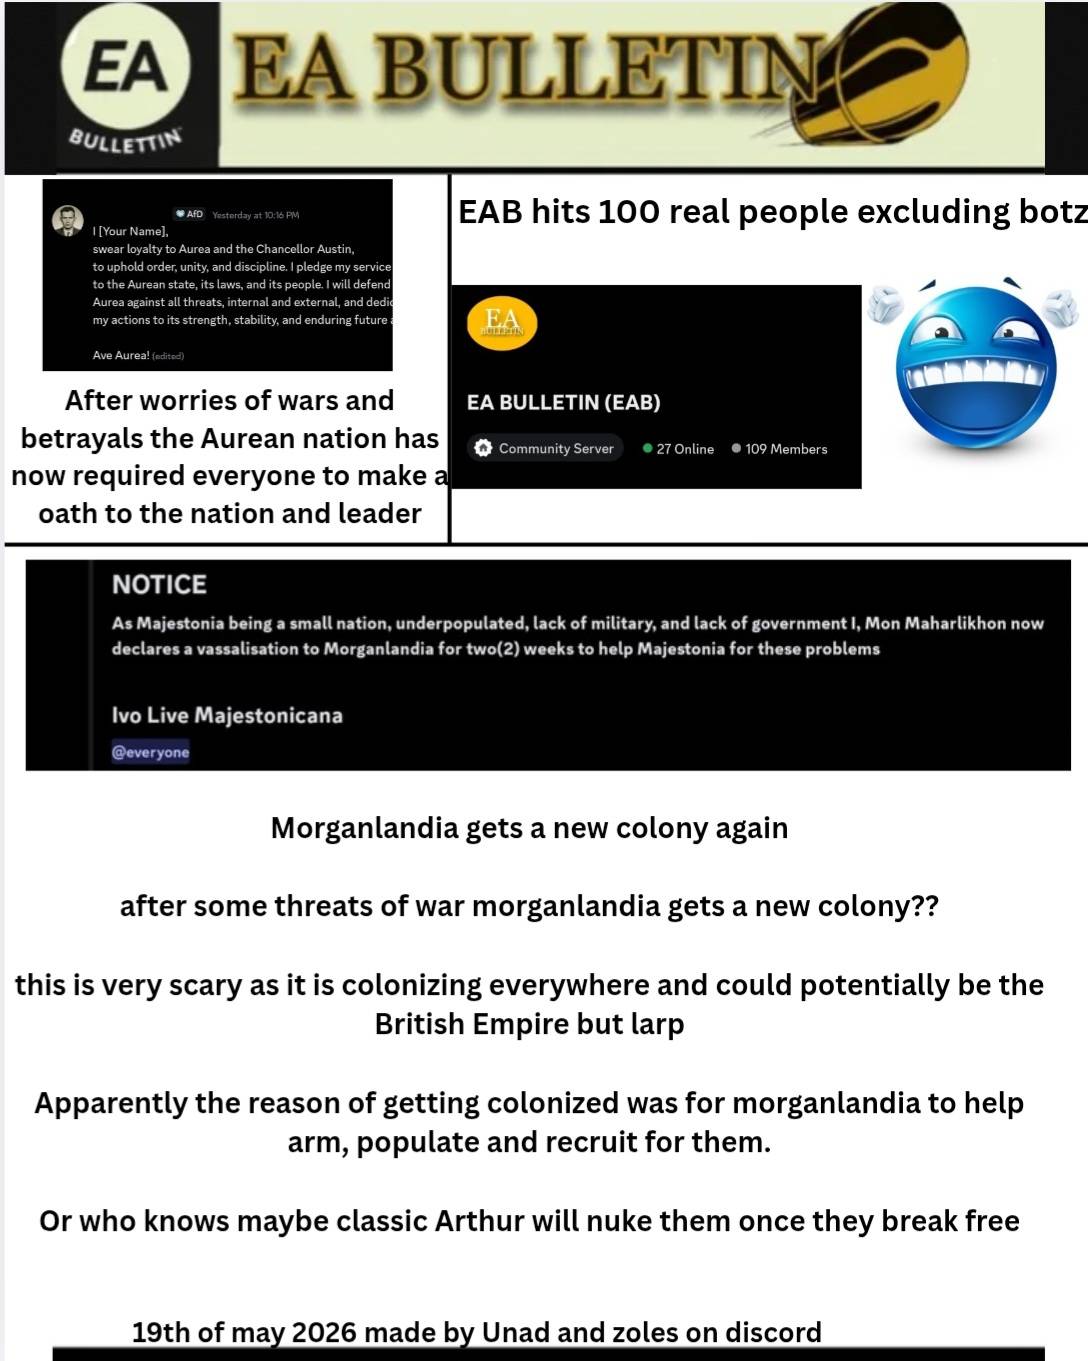 EA
BULLETTIN
EA BULLETIN
AfD Yesterday at 10:16 PM
I [Your Name],
swear loyalty to Aurea and the Chancellor Austin,
to uphold order, unity, and discipline. I pledge my service
to the Aurean state, its laws, and its people. I will defend
Aurea against all threats, internal and external, and dedic
my actions to its strength, stability, and enduring future
Ave Aurea! (edited)
After worries of wars and
betrayals the Aurean nation has
now required everyone to make a
oath to the nation and leader
EAB hits 100 real people excluding botz
EA
BULLETIN
EA BULLETIN (EAB)
Community Server 27 Online 109 Members
NOTICE
As Majestonia being a small nation, underpopulated, lack of military, and lack of government I, Mon Maharlikhon now
declares a vassalisation to Morganlandia for two(2) weeks to help Majestonia for these problems
Ivo Live Majestonicana
@everyone
Morganlandia gets a new colony again
after some threats of war morganlandia gets a new colony??
this is very scary as it is colonizing everywhere and could potentially be the
British Empire but larp
Apparently the reason of getting colonized was for morganlandia to help
arm, populate and recruit for them.
Or who knows maybe classic Arthur will nuke them once they break free
19th of may 2026 made by Unad and zoles on discord